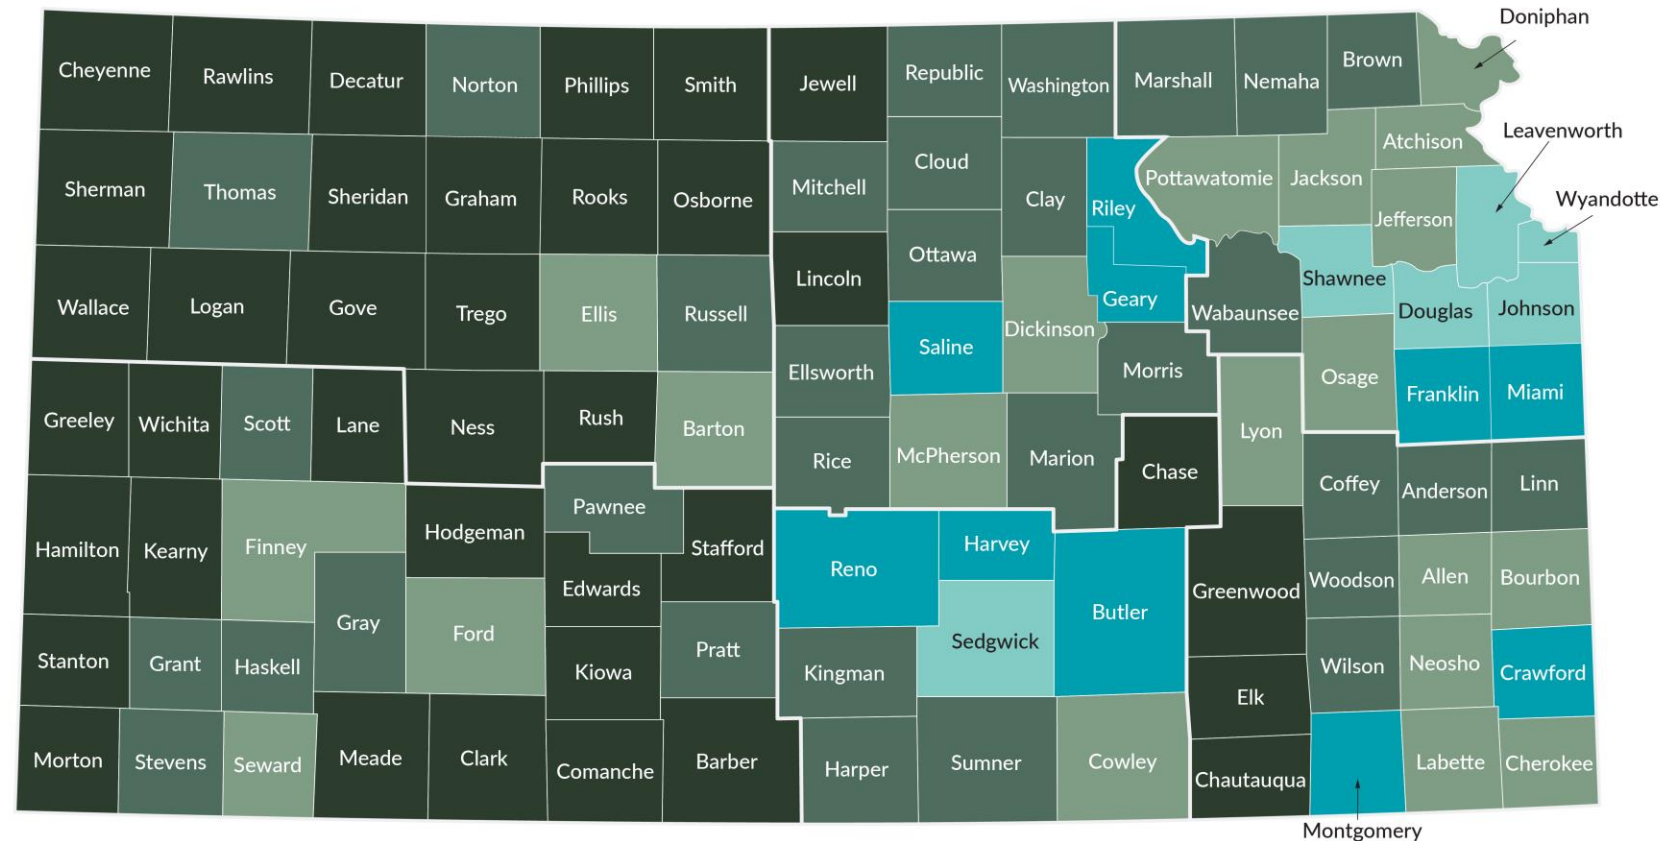 Doniphan
Cheyenne
Rawlins
Decatur
Norton
Phillips
Smith
Jewell
Republic
Washington
Marshall
Nemaha
Brown
Leavenworth
Atchison
Sherman
Thomas
Sheridan
Graham
Rooks
Osborne
Mitchell
Cloud
Clay
Riley
Pottawatomie
Jackson
Jefferson
Wyandotte
Wallace
Logan
Gove
Trego
Ellis
Russell
Lincoln
Ottawa
Saline
Dickinson
Geary
Wabaunsee
Shawnee
Douglas
Johnson
Ellsworth
Morris
Osage
Franklin
Miami
Greeley
Wichita
Scott
Lane
Ness
Rush
Barton
Rice
McPherson
Marion
Chase
Lyon
Coffey
Anderson
Linn
Hamilton
Kearny
Finney
Hodgeman
Pawnee
Stafford
Edwards
Reno
Harvey
Butler
Greenwood
Woodson
Allen
Bourbon
Gray
Ford
Kiowa
Pratt
Kingman
Sedgwick
Elk
Wilson
Neosho
Crawford
Stanton
Grant
Haskell
Morton
Stevens
Seward
Meade
Clark
Comanche
Barber
Harper
Sumner
Cowley
Chautauqua
Labette
Cherokee
Montgomery